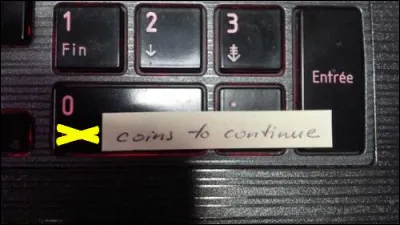 1 2 3
Fin ↓
Entrée
0
coins to continue